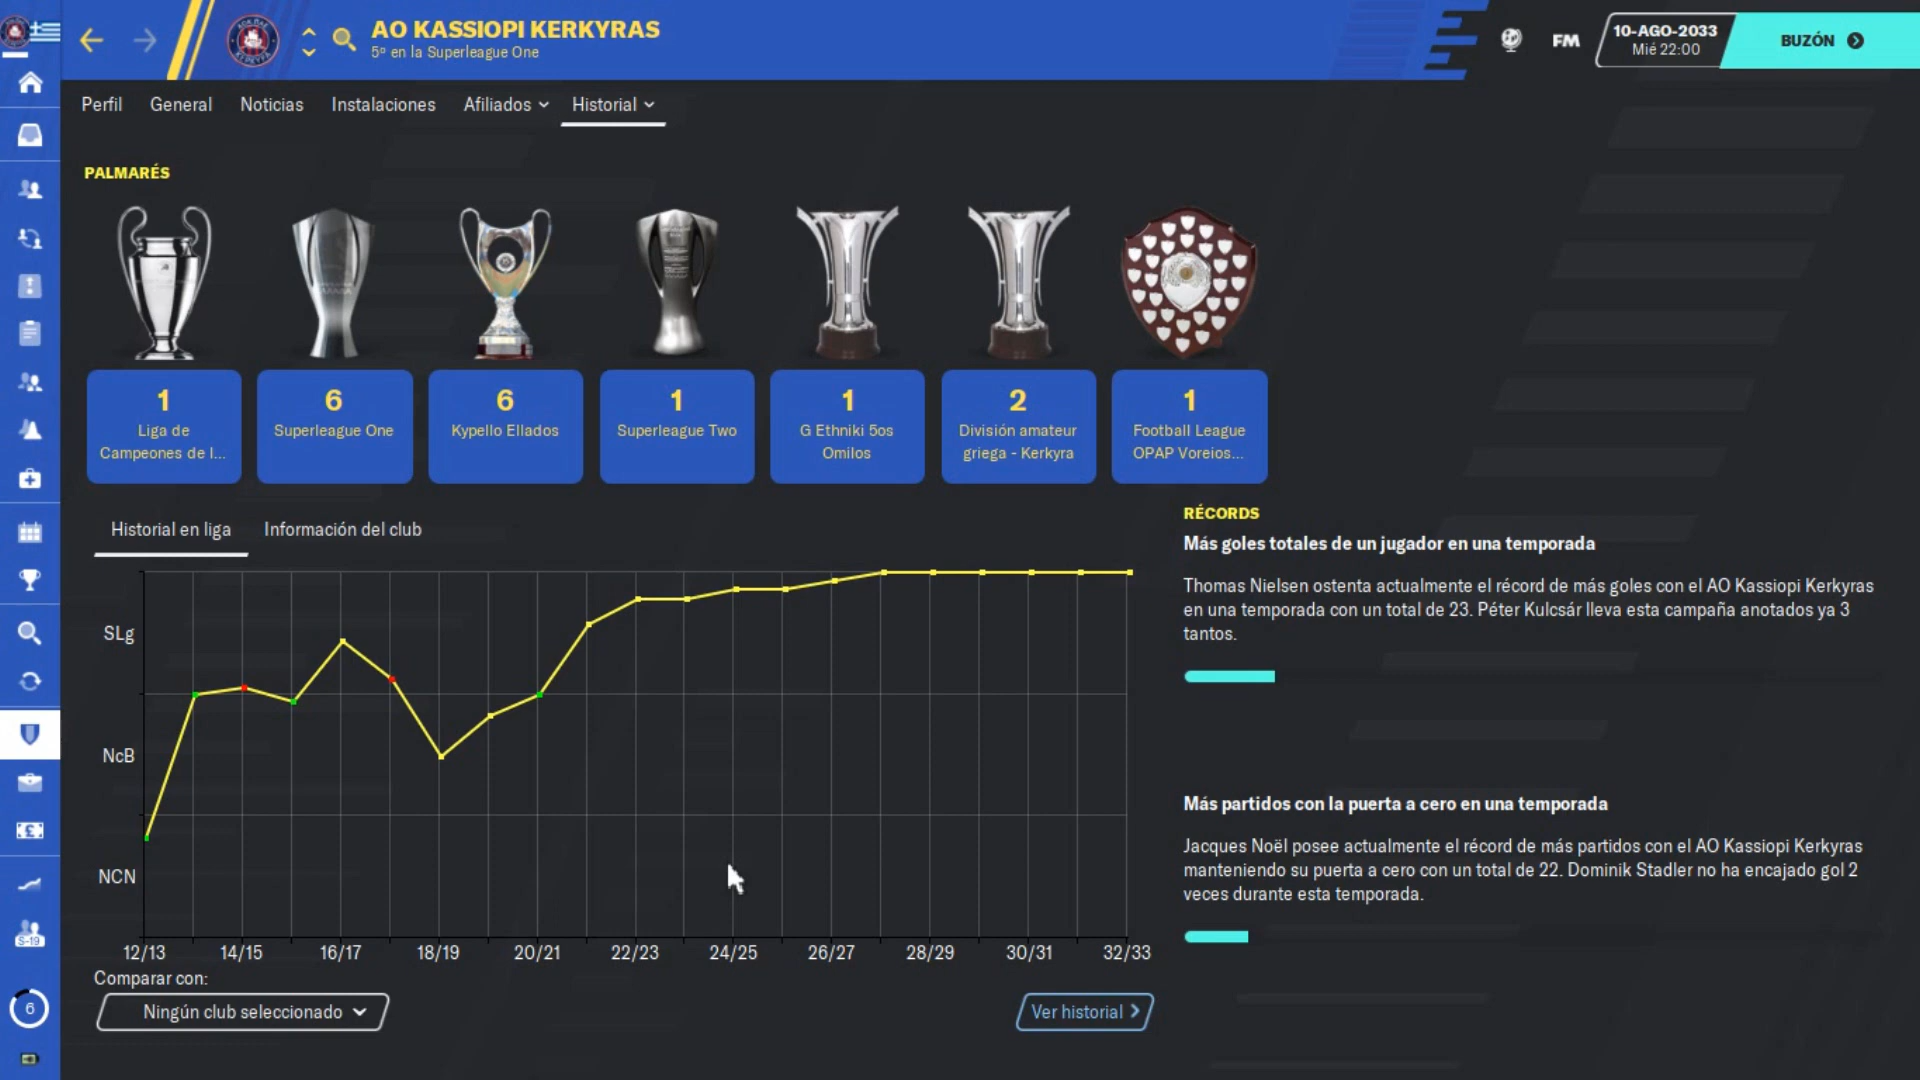 AO KASSIOPI KERKYRAS
5º en la Superleague One
FM
10-AGO-2033
Mié 22:00
BUZÓN
Perfil
General
Noticias
Instalaciones
Afiliados
Historial
PALMARÉS
1
Liga de
Campeones de l...
6
Superleague One
6
Kypello Ellados
1
Superleague Two
1
G Ethniki 5os
Omilos
2
División amateur
griega - Kerkyra
1
Football League
OPAP Voreios...
Historial en liga
Información del club
SLg
NcB
NCN
12/13
14/15
16/17
18/19
20/21
22/23
24/25
26/27
28/29
30/31
32/33
Comparar con:
Ningún club seleccionado
Ver historial
RÉCORDS
Más goles totales de un jugador en una temporada
Thomas Nielsen ostenta actualmente el récord de más goles con el AO Kassiopi Kerkyras
en una temporada con un total de 23. Péter Kulcsár lleva esta campaña anotados ya 3
tantos.
Más partidos con la puerta a cero en una temporada
Jacques Noël posee actualmente el récord de más partidos con el AO Kassiopi Kerkyras
manteniendo su puerta a cero con un total de 22. Dominik Stadler no ha encajado gol 2
veces durante esta temporada.
S-19
6